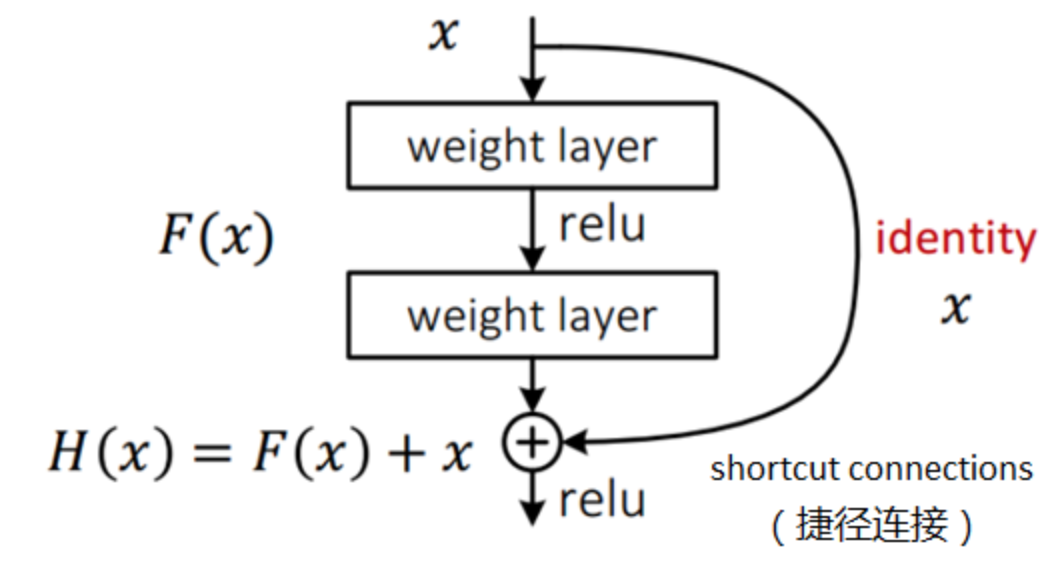 x
weight layer
relu
F(x)
identity
x
weight layer
H(x) = F(x) + x
+
relu
shortcut connections
（捷径连接）